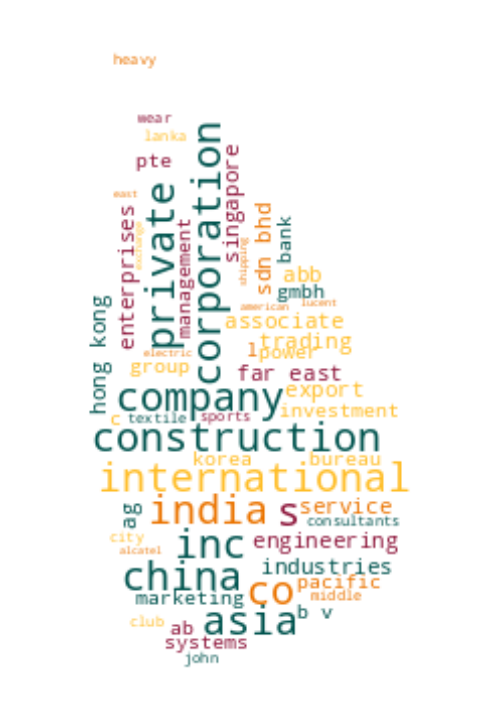 heavy
wear
lanka
pte
corporation
singapore
private
east
enterprises
exchange
management
sdn bhd
bank
shipping
abb
gmbh
american
lucent
hong kong
associate
trading
l
power
electric
group
far east
company
export
c
textile
sports
investment
construction
korea
bureau
international
ag
india
s
service
consultants
city
inc
engineering
alcatel
china
industries
co
pacific
marketing
middle
club
ab
asia
b v
systems
john